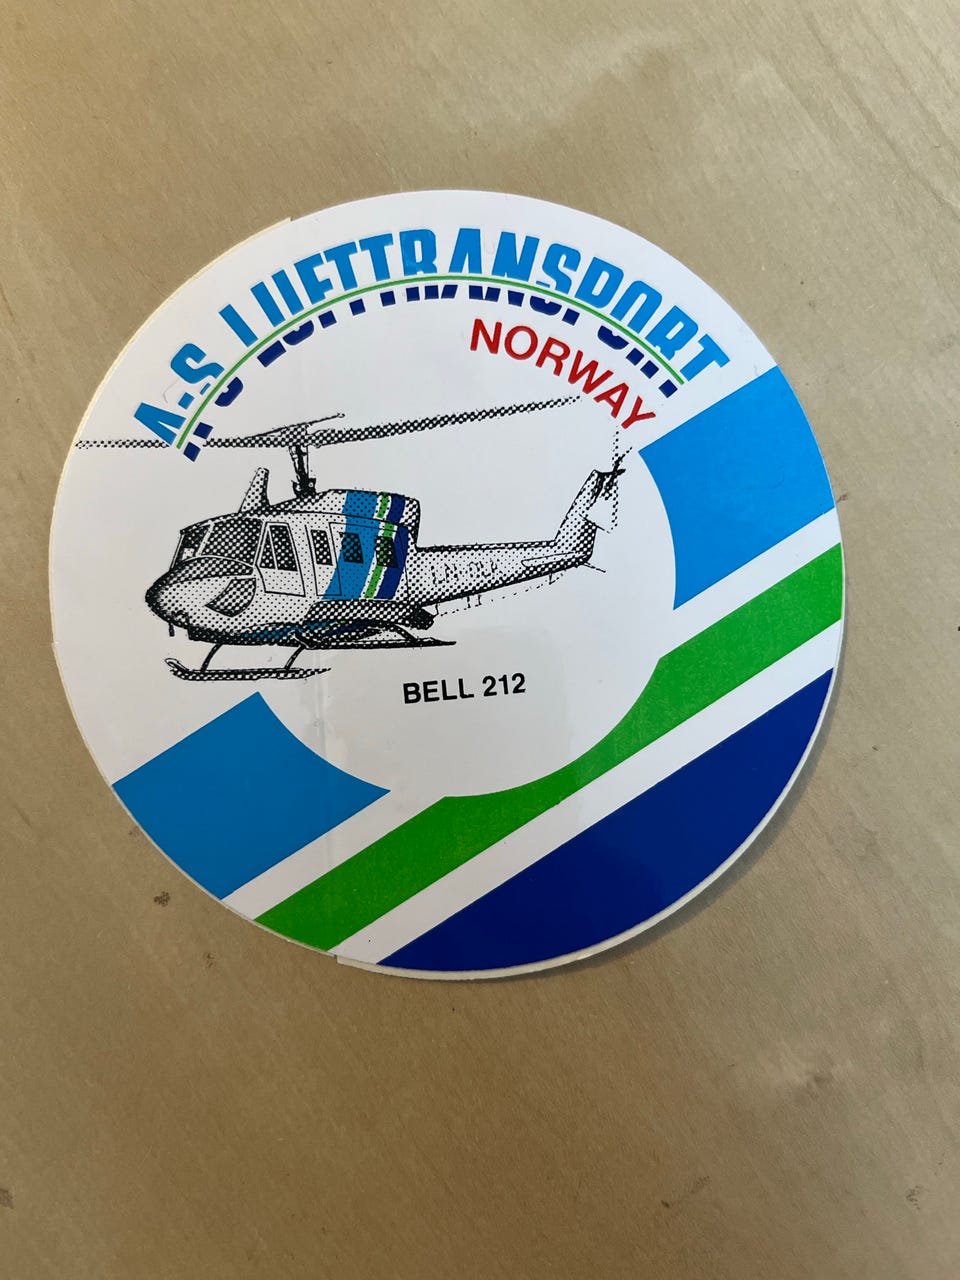 A-S LUFTTRANSPORT
NORWAY
BELL 212